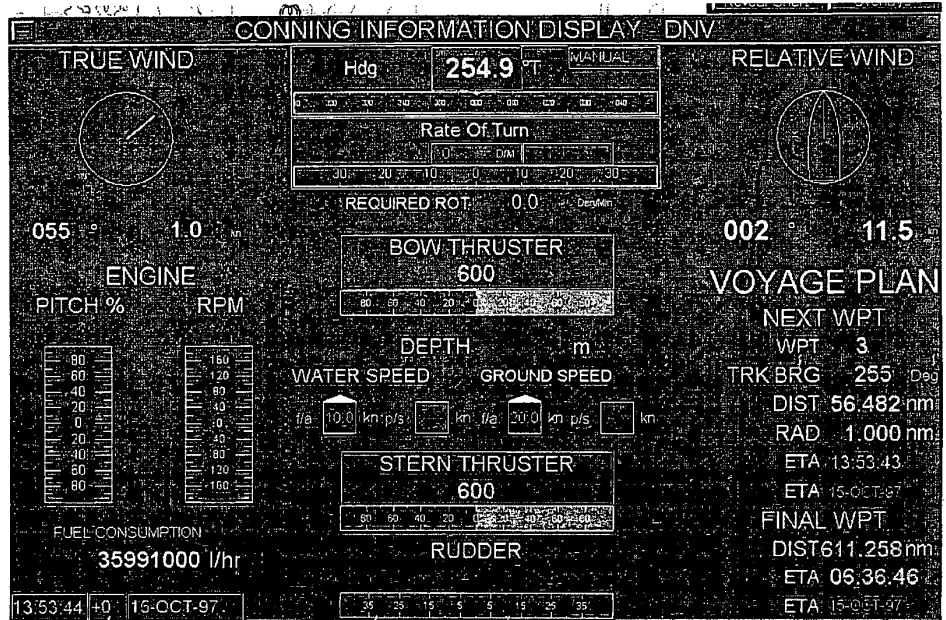 CONNING INFORMATION DISPLAY - DNV
TRUE WIND
055 °
1.0 kn
ENGINE
PITCH %
RPM
80
60
40
20
0
20
40
60
80
160
120
80
40
0
40
80
120
160
FUEL CONSUMPTION
35991000 l/hr
13:53:44 +0 15-OCT-97
Hdg 254.9 °T MANUAL
Rate Of Turn
0 D/M
30 20 10 0 10 20 30
REQUIRED ROT 0.0 Deg/Min
BOW THRUSTER
600
80 60 40 20 0 20 40 60 80
DEPTH m
WATER SPEED
GROUND SPEED
f/a 10.0 kn p/s kn
f/a 20.0 kn p/s kn
STERN THRUSTER
600
80 60 40 20 0 20 40 60 80
RUDDER
35 25 15 5 5 15 25 35
RELATIVE WIND
002 °
11.5
VOYAGE PLAN
NEXT WPT
WPT 3
TRK BRG 255 Deg
DIST 56.482 nm
RAD 1.000 nm
ETA 13:53:43
ETA 15-OCT-97
FINAL WPT
DIST 611.258 nm
ETA 06:36:46
ETA 15-OCT-97